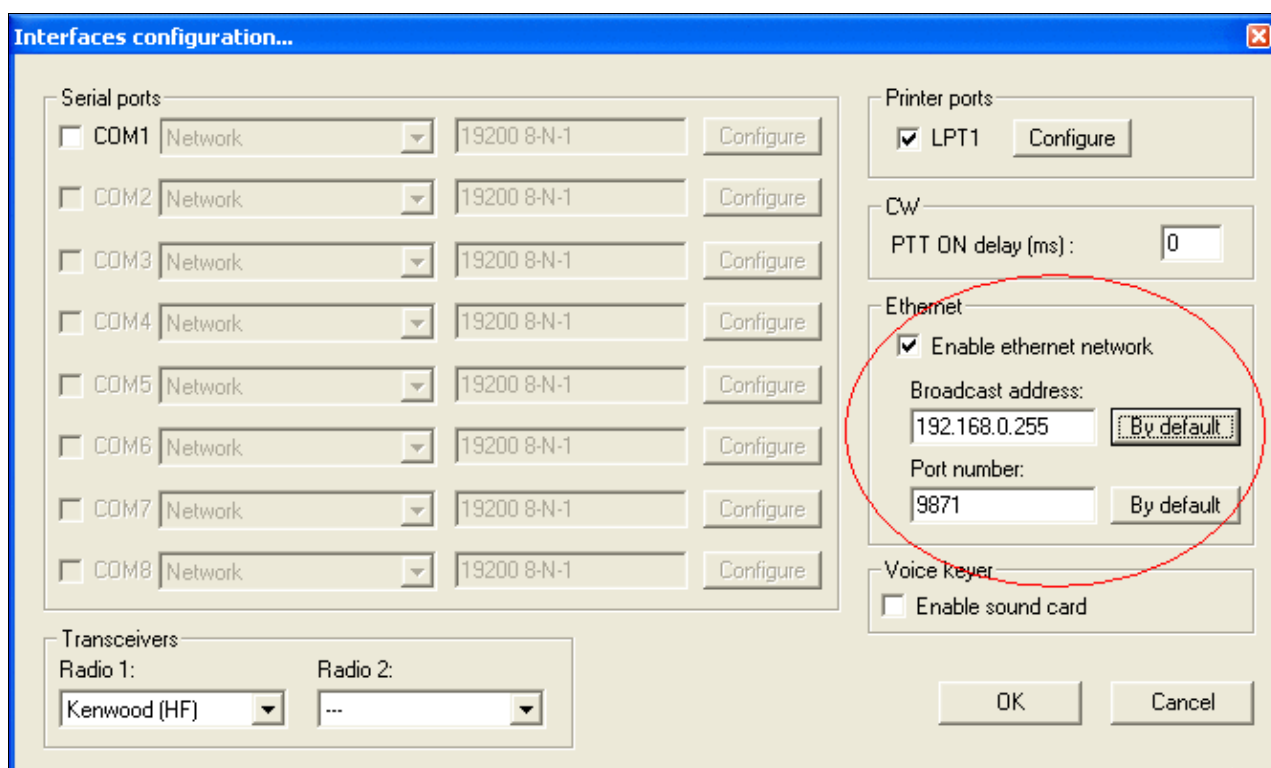 Interfaces configuration...
Serial ports
COM1 Network 19200 8-N-1 Configure
COM2 Network 19200 8-N-1 Configure
COM3 Network 19200 8-N-1 Configure
COM4 Network 19200 8-N-1 Configure
COM5 Network 19200 8-N-1 Configure
COM6 Network 19200 8-N-1 Configure
COM7 Network 19200 8-N-1 Configure
COM8 Network 19200 8-N-1 Configure
Transceivers
Radio 1: Radio 2:
Kenwood (HF) ---
Printer ports
LPT1 Configure
CW
PTT ON delay (ms) : 0
Ethernet
Enable ethernet network
Broadcast address:
192.168.0.255 By default
Port number:
9871 By default
Voice keyer
Enable sound card
OK Cancel